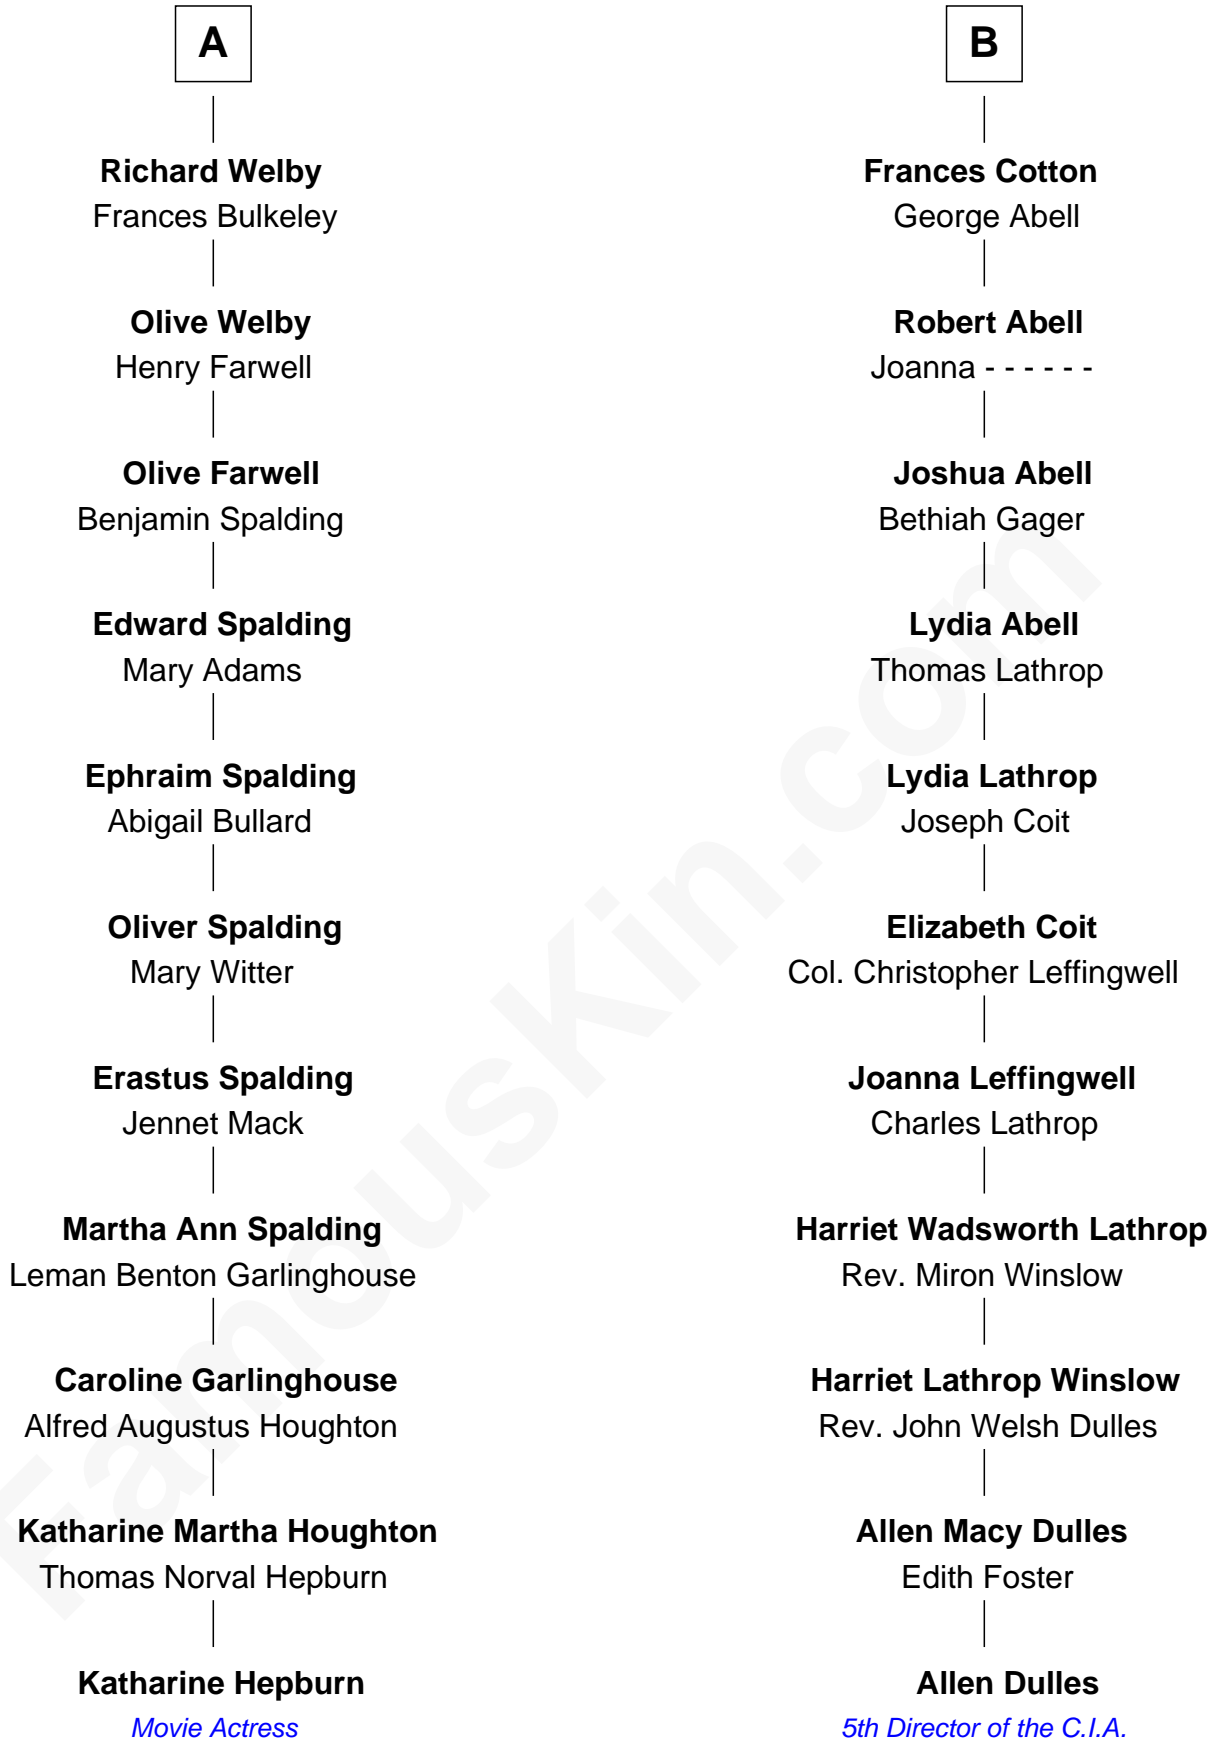 A
Richard Welby
Frances Bulkeley
Olive Welby
Henry Farwell
Olive Farwell
Benjamin Spalding
Edward Spalding
Mary Adams
Ephraim Spalding
Abigail Bullard
Oliver Spalding
Mary Witter
Erastus Spalding
Jennet Mack
Martha Ann Spalding
Leman Benton Garlinghouse
Caroline Garlinghouse
Alfred Augustus Houghton
Katharine Martha Houghton
Thomas Norval Hepburn
Katharine Hepburn
Movie Actress
B
Frances Cotton
George Abell
Robert Abell
Joanna - - - - - -
Joshua Abell
Bethiah Gager
Lydia Abell
Thomas Lathrop
Lydia Lathrop
Joseph Coit
Elizabeth Coit
Col. Christopher Leffingwell
Joanna Leffingwell
Charles Lathrop
Harriet Wadsworth Lathrop
Rev. Miron Winslow
Harriet Lathrop Winslow
Rev. John Welsh Dulles
Allen Macy Dulles
Edith Foster
Allen Dulles
5th Director of the C.I.A.
FamousKin.com